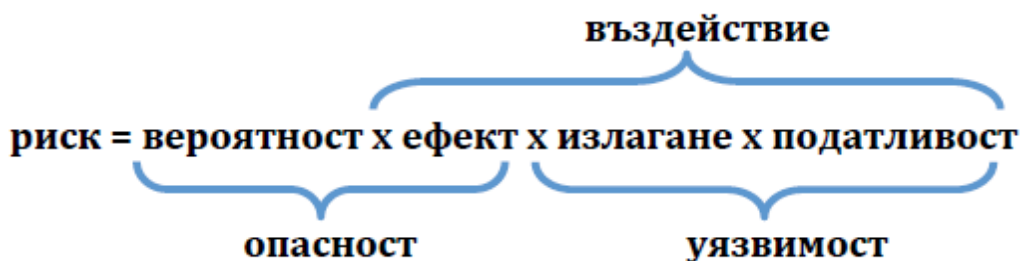 въздействие
риск = вероятност x ефект x излагане x податливост
опасност уязвимост